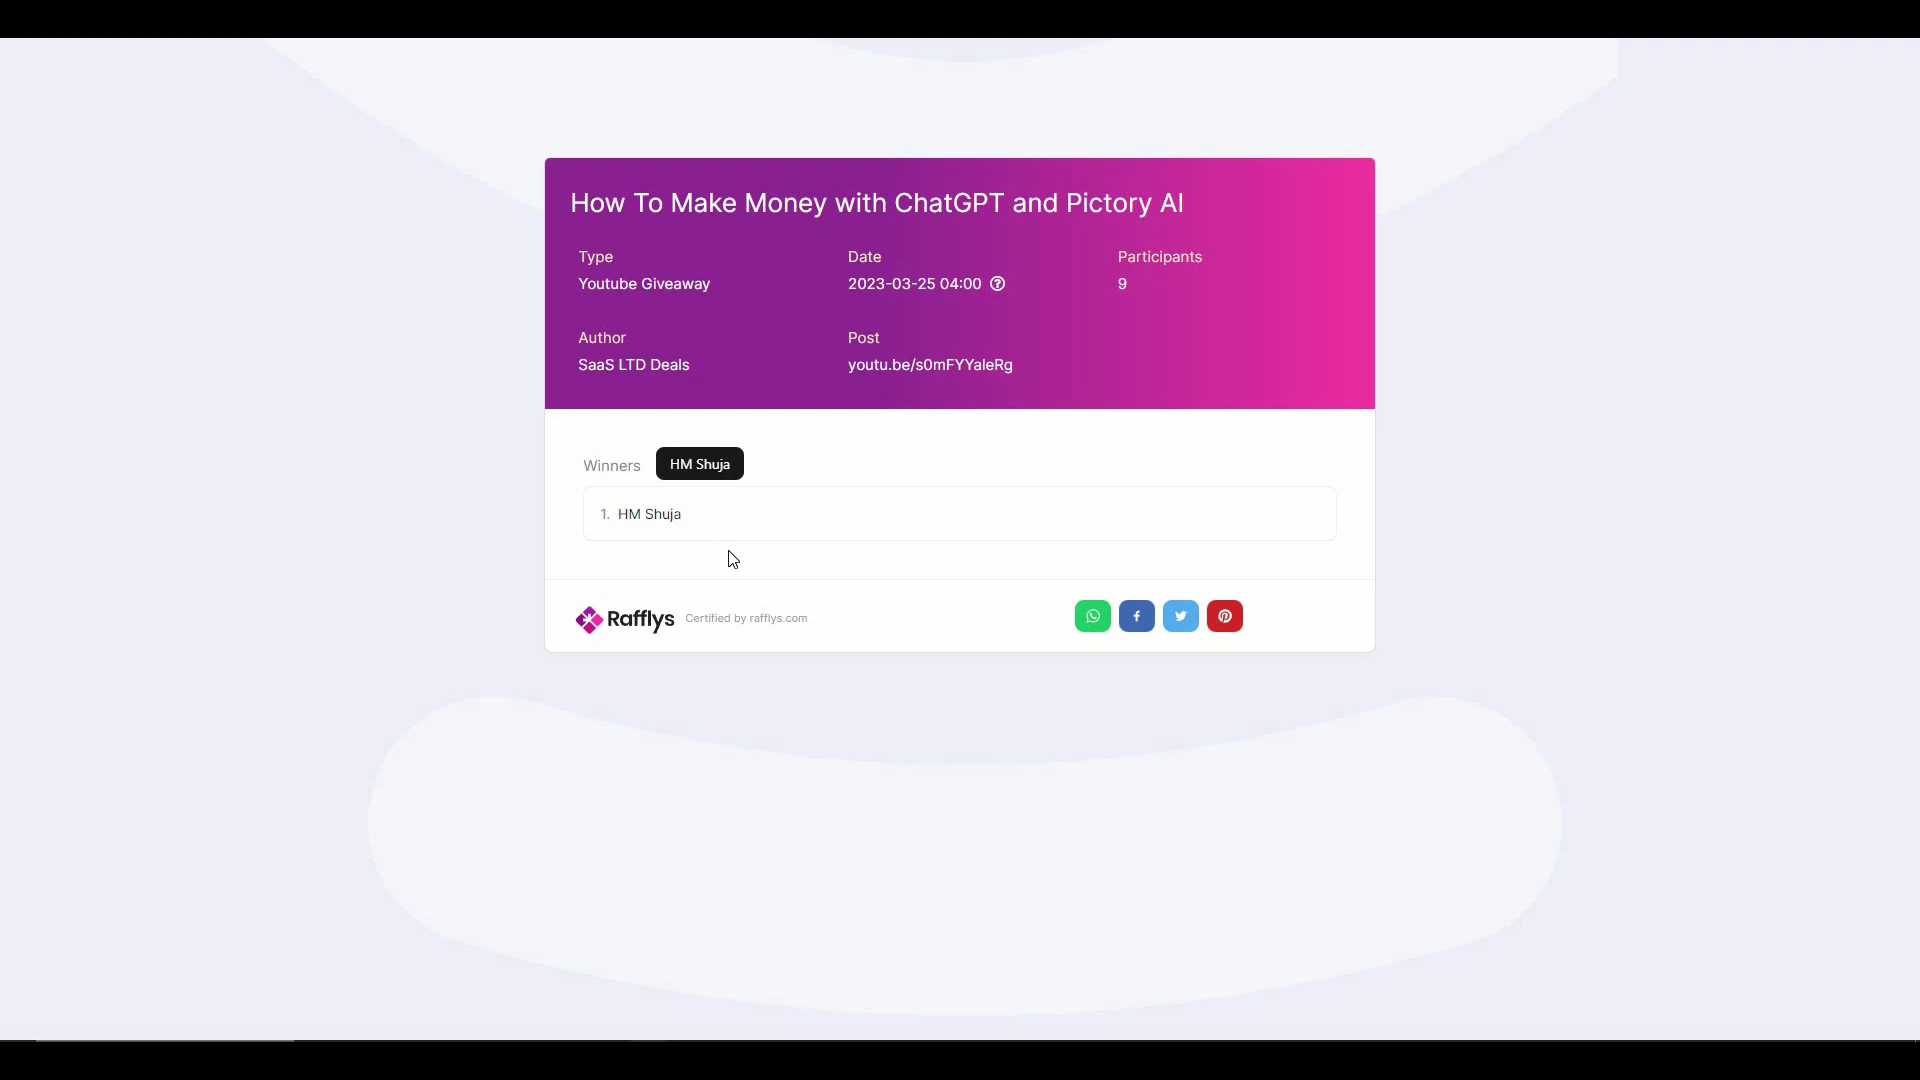 How To Make Money with ChatGPT and Pictory AI
Type
Date
Participants
Youtube Giveaway
2023-03-25 04:00
9
Author
Post
SaaS LTD Deals
youtu.be/s0mFYYaleRg
Winners
HM Shuja
1. HM Shuja
Rafflys
Certified by rafflys.com